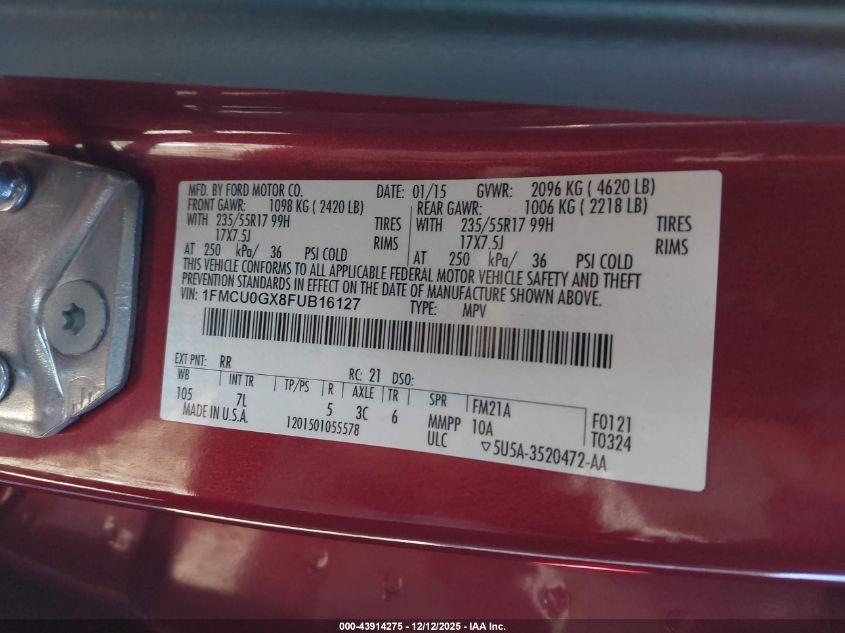 MFD. BY FORD MOTOR CO. DATE: 01/15 GVWR: 2096 KG ( 4620 LB)
FRONT GAWR: 1098 KG ( 2420 LB) REAR GAWR: 1006 KG ( 2218 LB)
WITH 235/55R17 99H TIRES WITH 235/55R17 99H TIRES
17X7.5J RIMS 17X7.5J RIMS
AT 250 kPa/ 36 PSI COLD AT 250 kPa/ 36 PSI COLD
THIS VEHICLE CONFORMS TO ALL APPLICABLE FEDERAL MOTOR VEHICLE SAFETY AND THEFT
PREVENTION STANDARDS IN EFFECT ON THE DATE OF MANUFACTURE SHOWN ABOVE.
VIN: 1FMCU0GX8FUB16127 TYPE: MPV
EXT PNT: RR RC: 21 DSO:
WB INT TR TP/PS R AXLE TR SPR FM21A F0121
105 7L 5 3C 6 MMPP 10A T0324
MADE IN U.S.A. 1201501055578 ULC ▽5U5A-3520472-AA
000-43914275 - 12/12/2025 - IAA Inc.